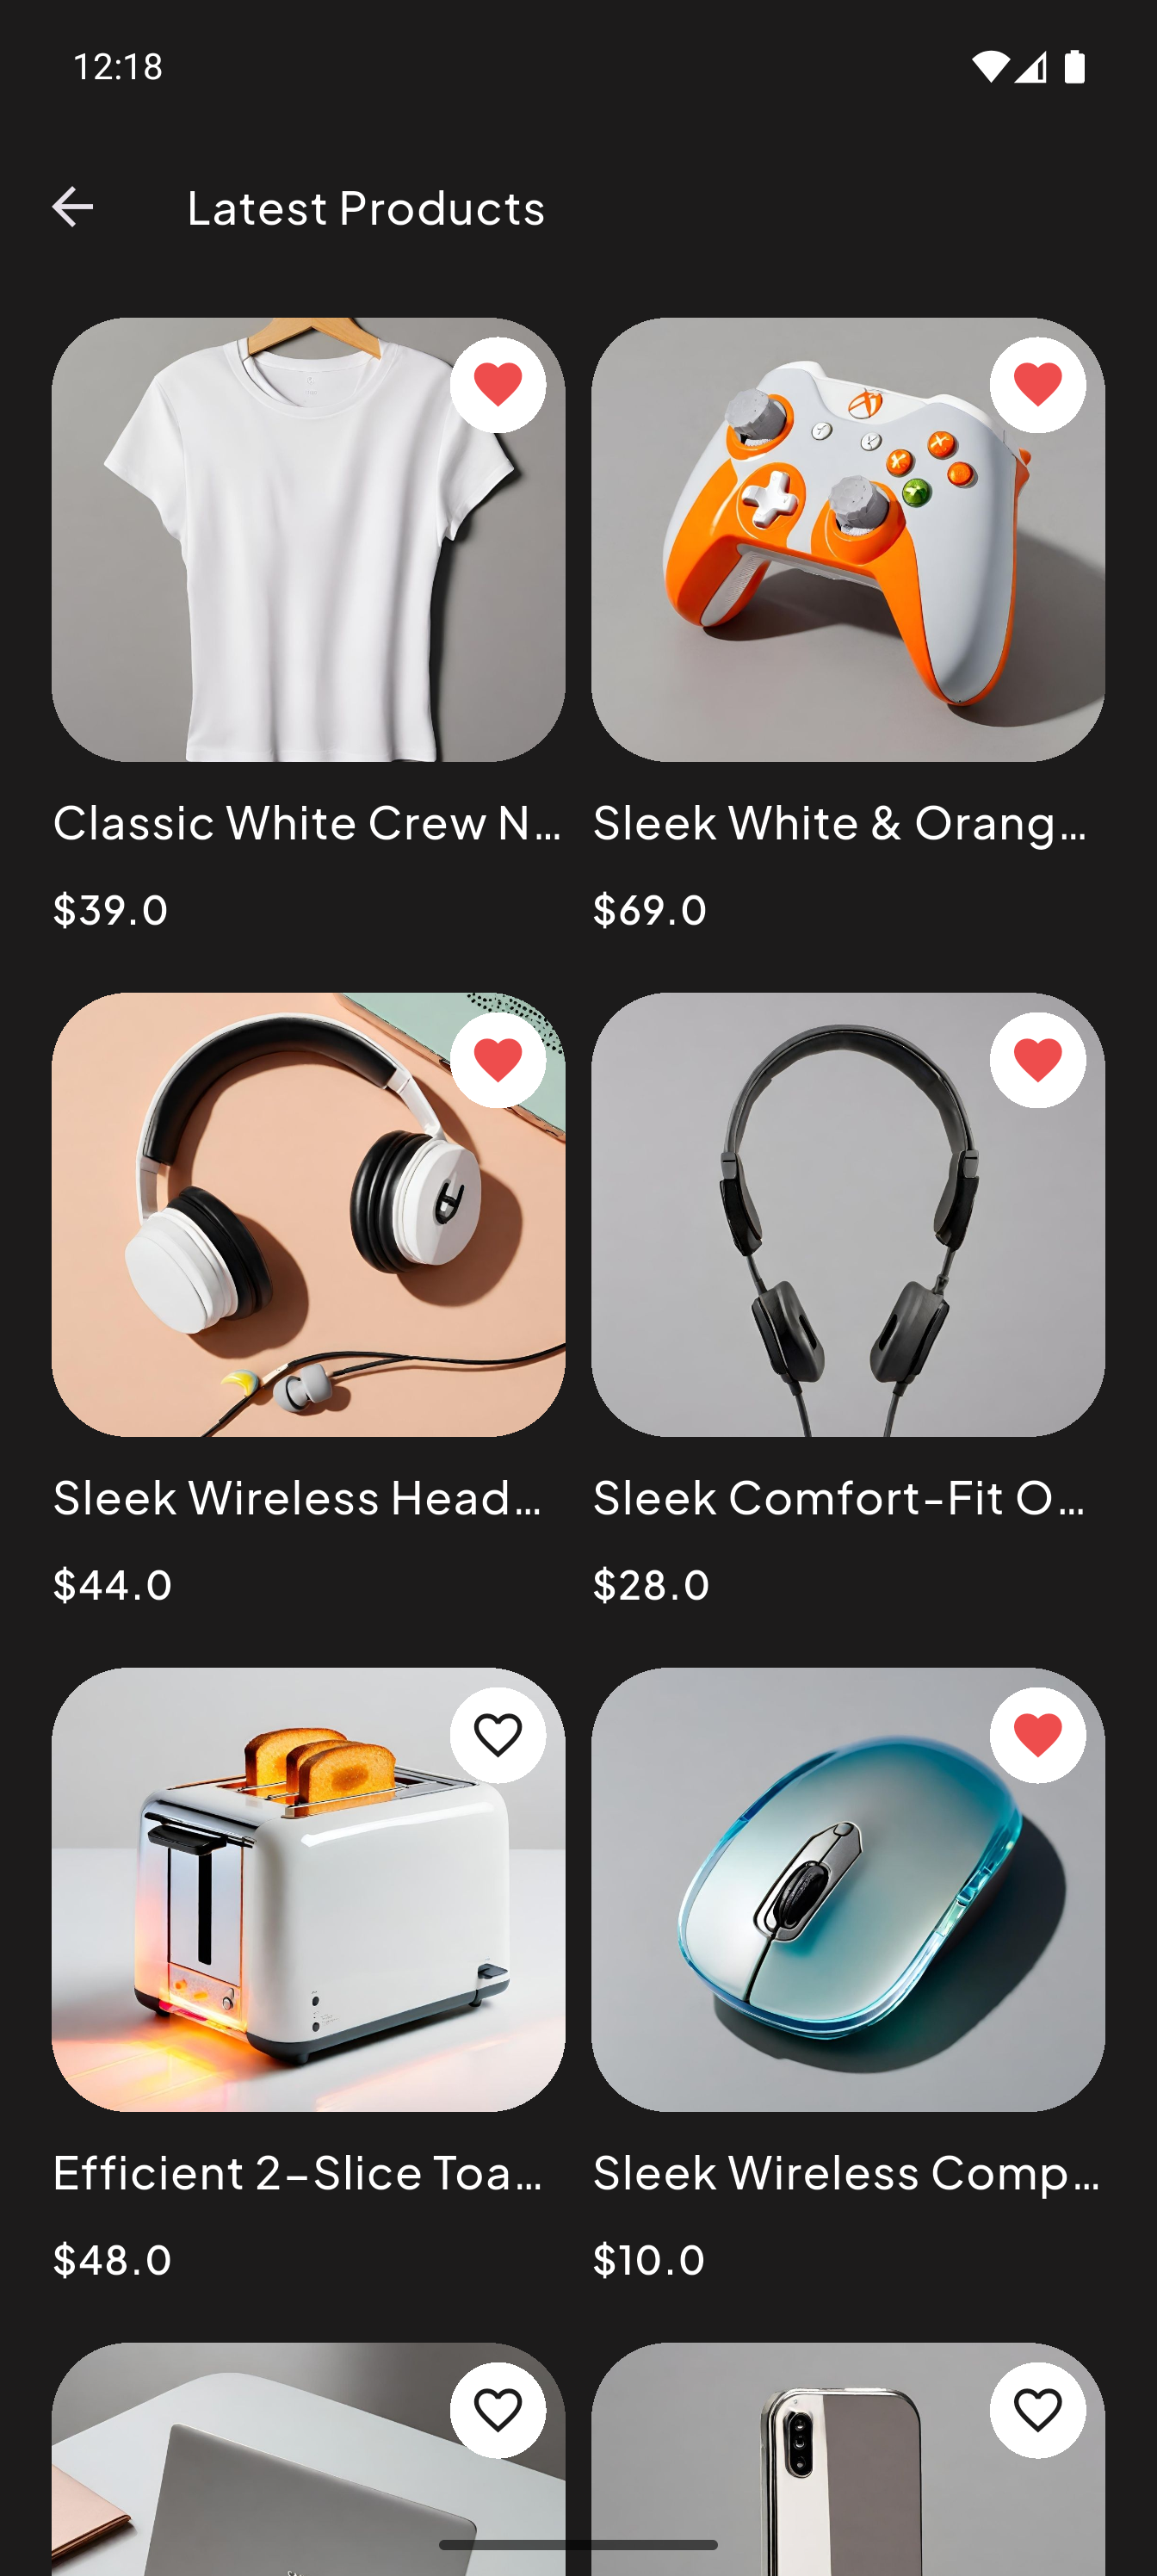 12:18
Latest Products
Classic White Crew N...
Sleek White & Orang...
$39.0
$69.0
Sleek Wireless Head...
Sleek Comfort-Fit O...
$44.0
$28.0
Efficient 2–Slice Toa...
Sleek Wireless Comp...
$48.0
$10.0